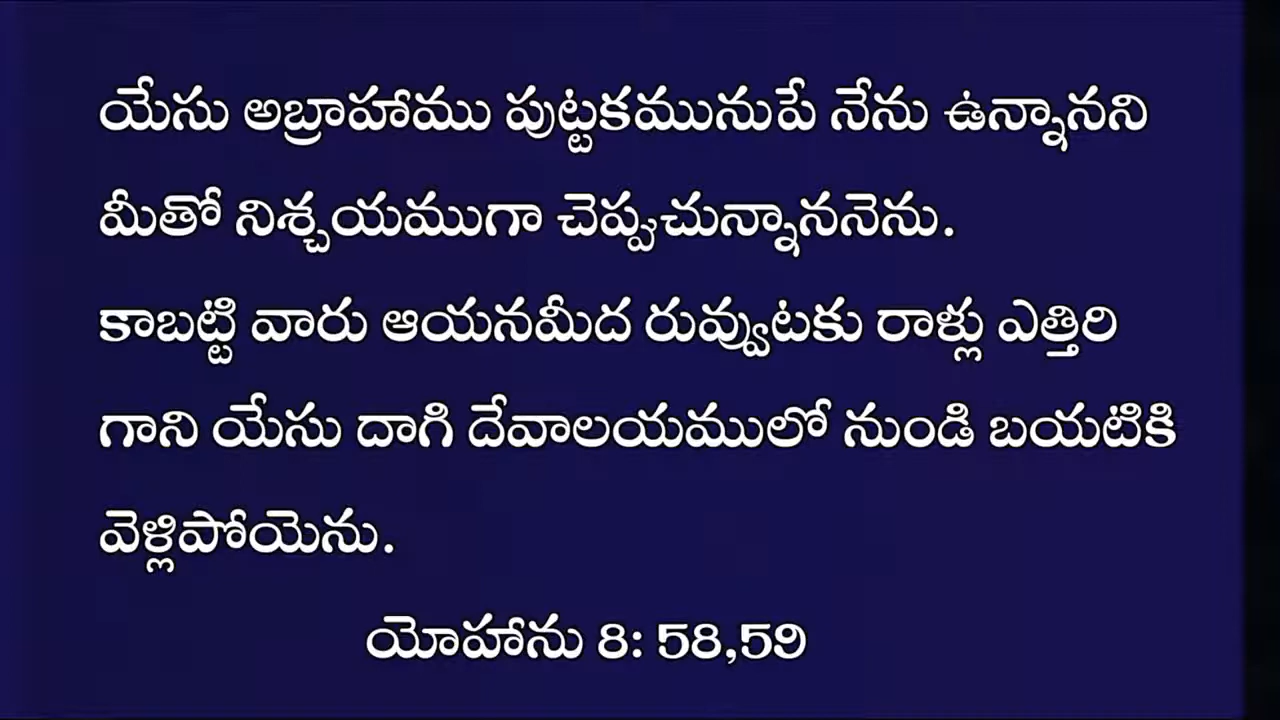 యేసు అబ్రాహాము పుట్టకమునుపే నేను ఉన్నానని
మీతో నిశ్చయముగా చెప్పుచున్నాననెను.
కాబట్టి వారు ఆయనమీద రువ్వుటకు రాళ్లు ఎత్తిరి
గాని యేసు దాగి దేవాలయములో నుండి బయటికి
వెళ్లిపోయెను.
యోహాను 8: 58,59